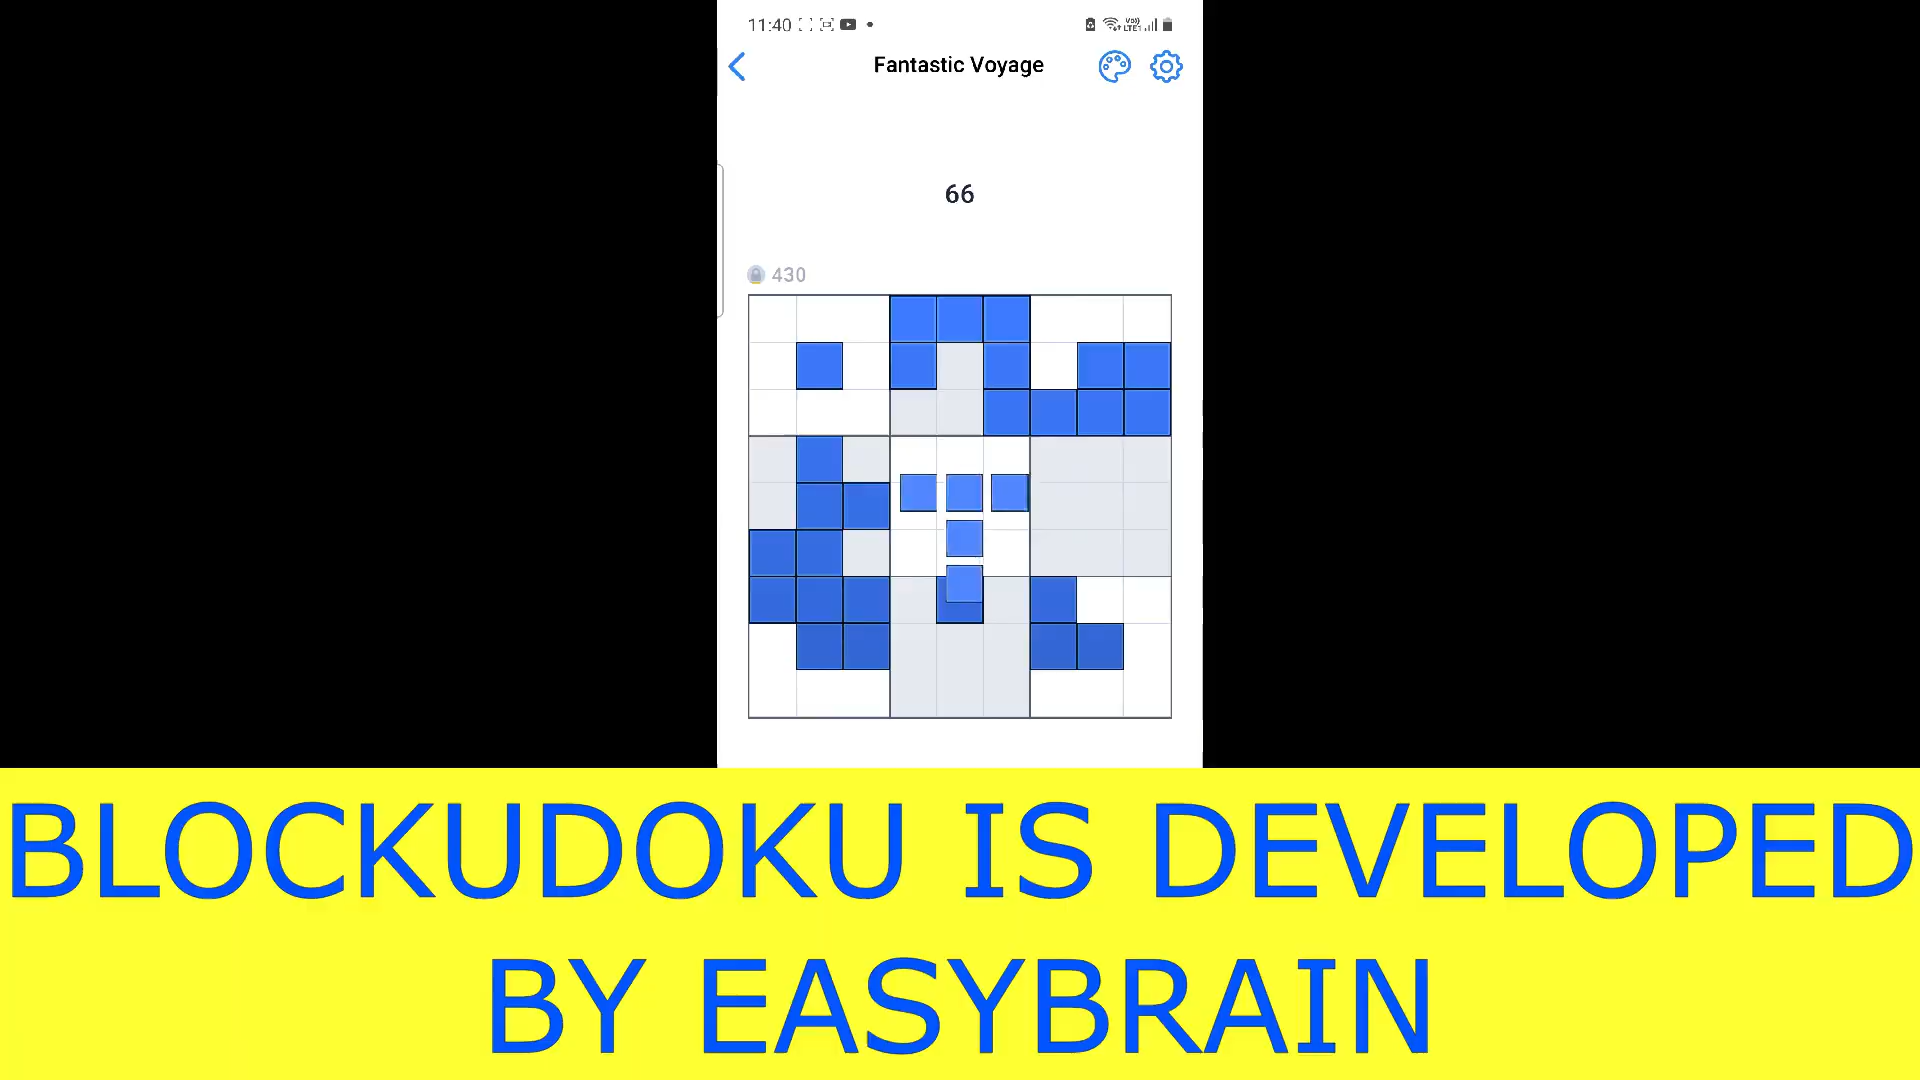 11:40
Fantastic Voyage
66
430
BLOCKUDOKU IS DEVELOPED
BY EASYBRAIN